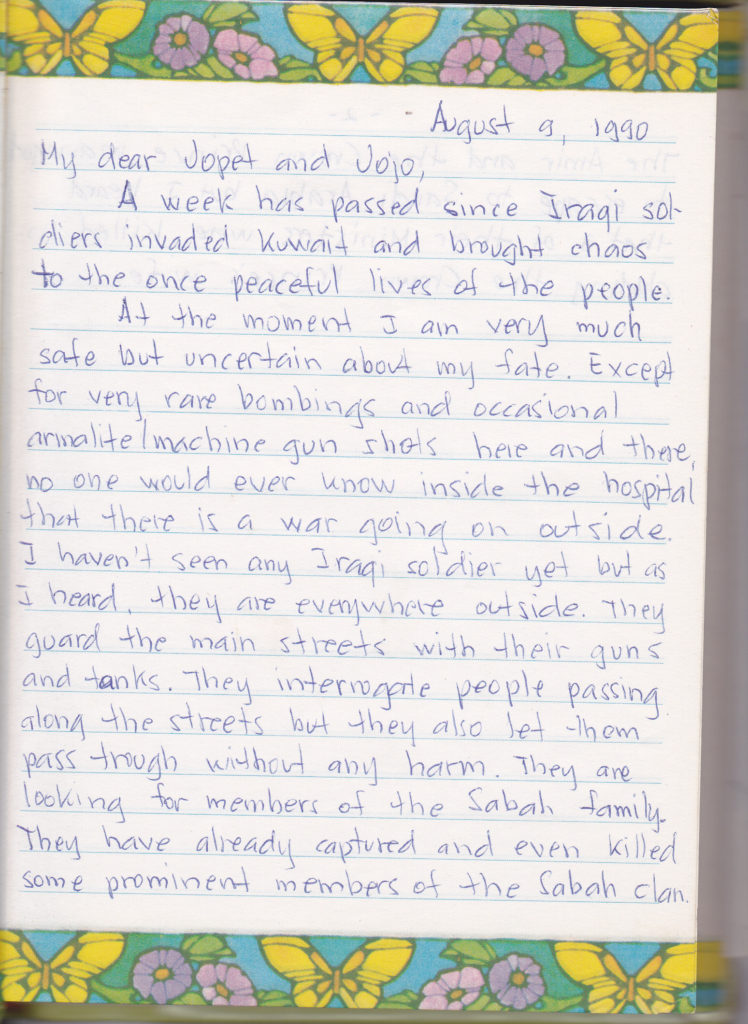 August 9, 1990
My dear Jopet and Jojo,
A week has passed since Iraqi sol-
diers invaded Kuwait and brought chaos
to the once peaceful lives of the people.
At the moment I am very much
safe but uncertain about my fate. Except
for very rare bombings and occasional
armalite/machine gun shots here and there,
no one would ever know inside the hospital
that there is a war going on outside.
I haven't seen any Iraqi soldier yet but as
I heard, they are everywhere outside. They
guard the main streets with their guns
and tanks. They interrogate people passing
along the streets but they also let them
pass trough without any harm. They are
looking for members of the Sabah family.
They have already captured and even killed
some prominent members of the Sabah clan.